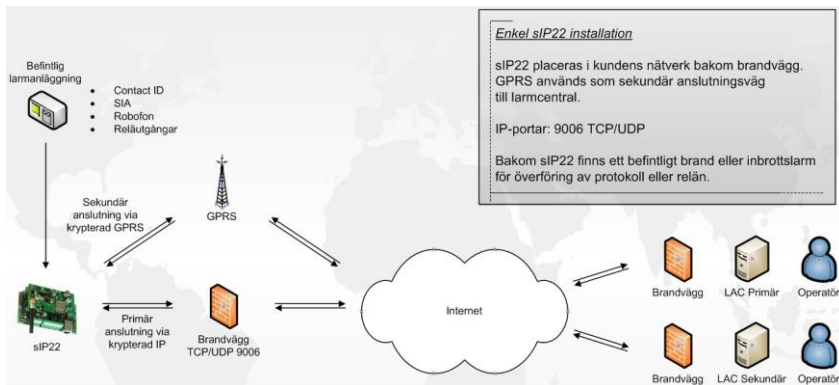 Befintlig
larmanläggning
• Contact ID
• SIA
• Robofon
• Reläutgångar
Enkel sIP22 installation
sIP22 placeras i kundens nätverk bakom brandvägg.
GPRS används som sekundär anslutningsväg
till larmcentral.
IP-portar: 9006 TCP/UDP
Bakom sIP22 finns ett befintligt brand eller inbrottslarm
för överföring av protokoll eller relän.
Sekundär
anslutning via
krypterad GPRS
GPRS
sIP22
Primär
anslutning via
krypterad IP
Brandvägg
TCP/UDP 9006
Internet
Brandvägg
LAC Primär
Operatör
Brandvägg
LAC Sekundär
Operatör